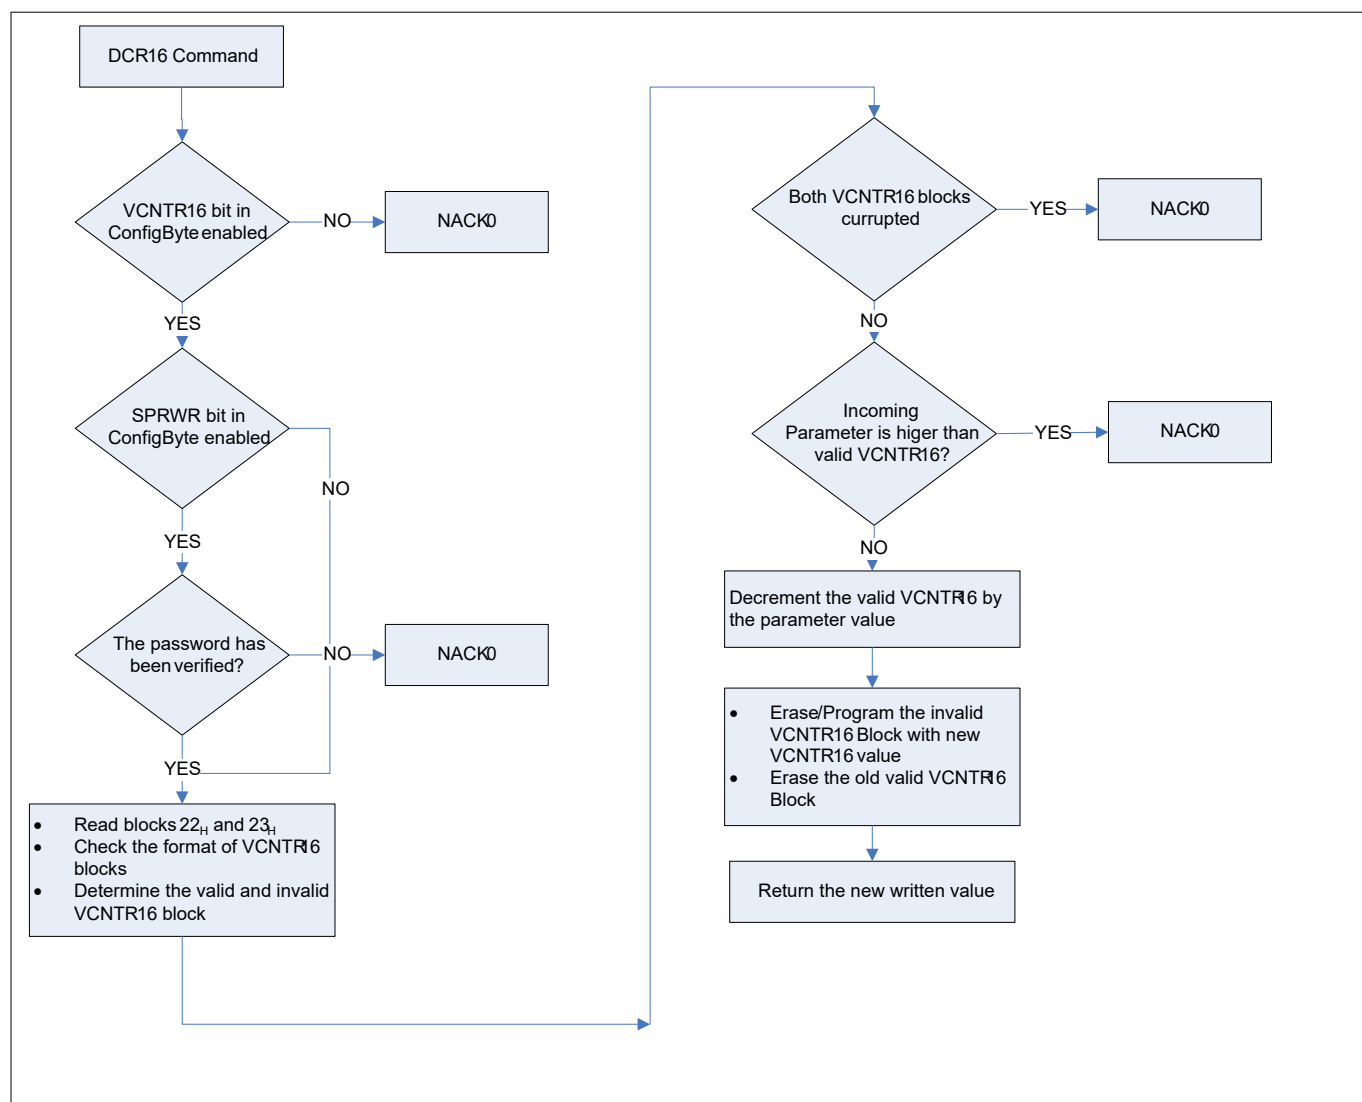 DCR16 Command
VCNTR16 bit in
ConfigByte enabled
NO
NACK0
YES
SPRWR bit in
ConfigByte enabled
NO
YES
The password has
been verified?
NO
NACK0
YES
• Read blocks 22H and 23H
• Check the format of VCNTR16
blocks
• Determine the valid and invalid
VCNTR16 block
Both VCNTR16 blocks
currupted
YES
NACK0
NO
Incoming
Parameter is higer than
valid VCNTR16?
YES
NACK0
NO
Decrement the valid VCNTR16 by
the parameter value
• Erase/Program the invalid
VCNTR16 Block with new
VCNTR16 value
• Erase the old valid VCNTR16
Block
Return the new written value